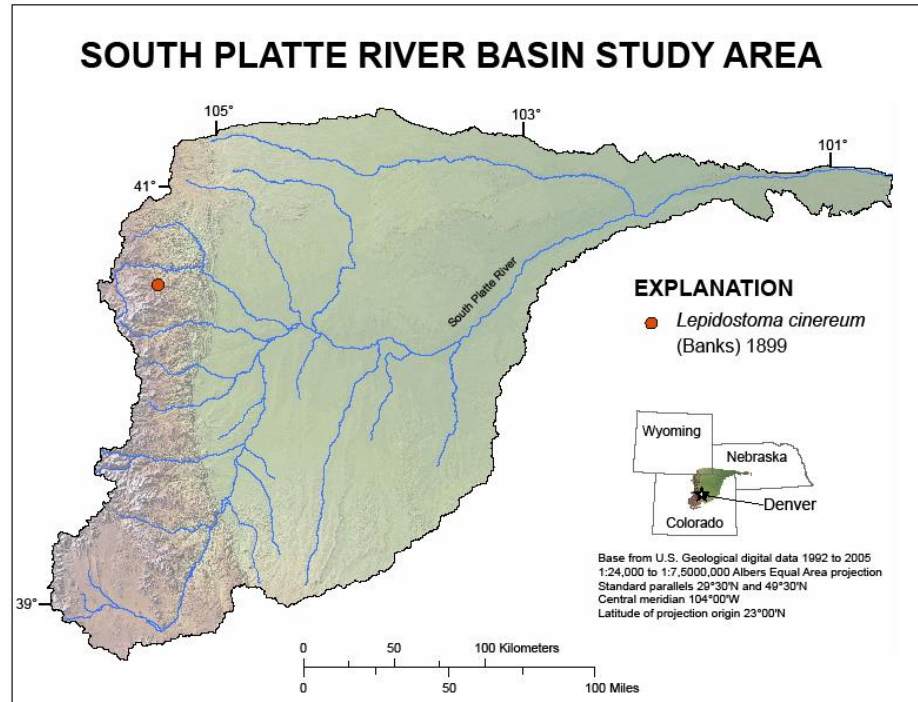 SOUTH PLATTE RIVER BASIN STUDY AREA
105°
103°
101°
41°
South Platte River
EXPLANATION
Lepidostoma cinereum
(Banks) 1899
Wyoming
Nebraska
Denver
Colorado
Base from U.S. Geological digital data 1992 to 2005
1:24,000 to 1:7,5000,000 Albers Equal Area projection
Standard parallels 29°30'N and 49°30'N
Central meridian 104°00'W
Latitude of projection origin 23°00'N
39°
0 50 100 Kilometers
0 50 100 Miles